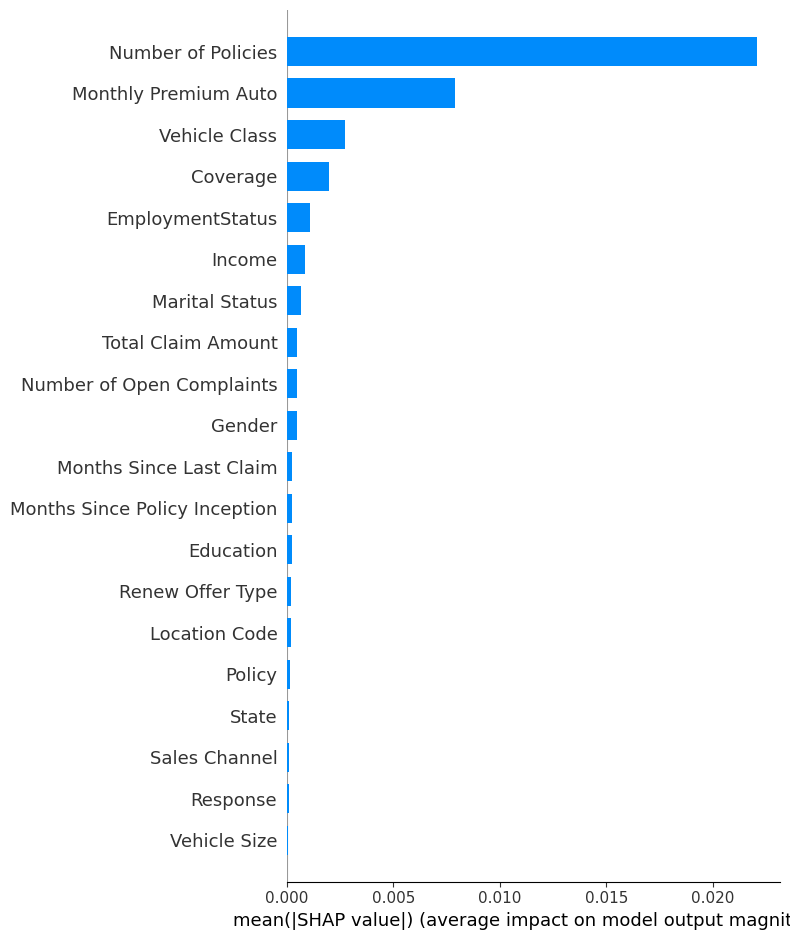 Number of Policies
Monthly Premium Auto
Vehicle Class
Coverage
EmploymentStatus
Income
Marital Status
Total Claim Amount
Number of Open Complaints
Gender
Months Since Last Claim
Months Since Policy Inception
Education
Renew Offer Type
Location Code
Policy
State
Sales Channel
Response
Vehicle Size
0.000 0.005 0.010 0.015 0.020
mean(|SHAP value|) (average impact on model output magnit